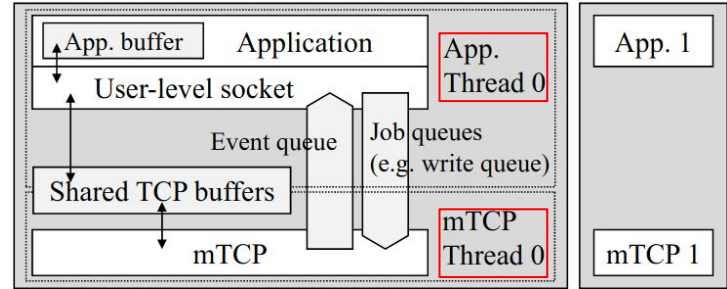 App. buffer
Application
User-level socket
App.
Thread 0
Event queue
Job queues
(e.g. write queue)
Shared TCP buffers
mTCP
mTCP
Thread 0
App. 1
mTCP 1